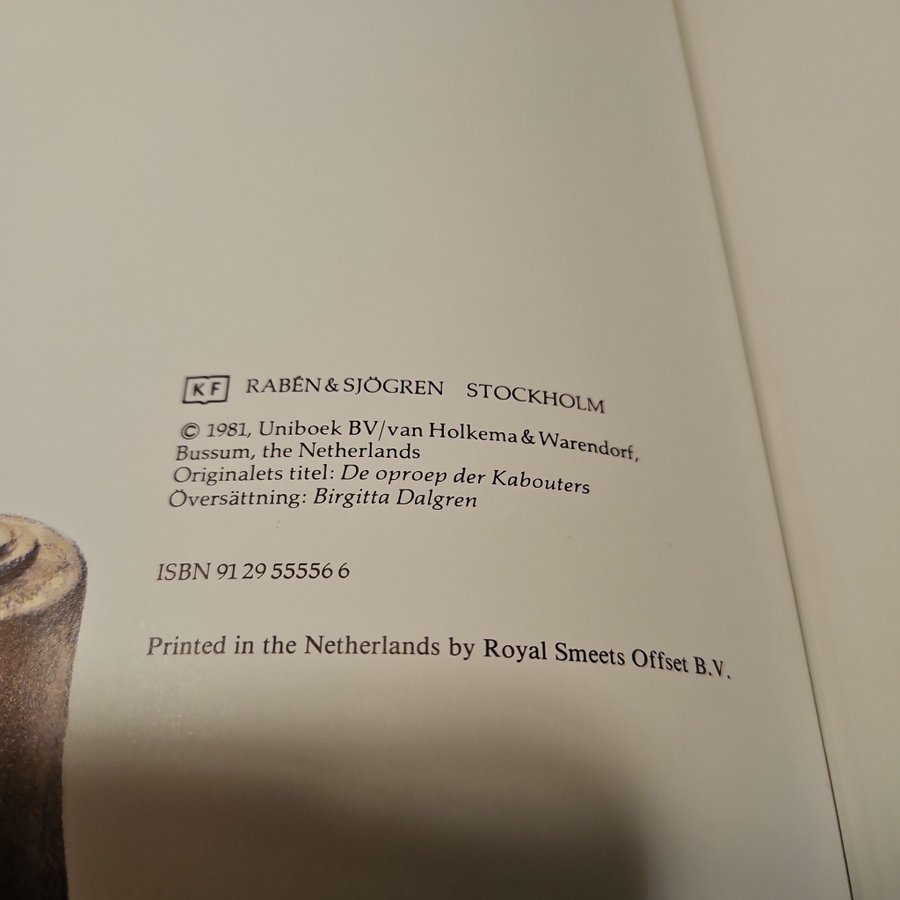 KF RABÉN & SJÖGREN STOCKHOLM
© 1981, Uniboek BV/van Holkema & Warendorf,
Bussum, the Netherlands
Originalets titel: De oproep der Kabouters
Översättning: Birgitta Dalgren
ISBN 91 29 55556 6
Printed in the Netherlands by Royal Smeets Offset B.V.